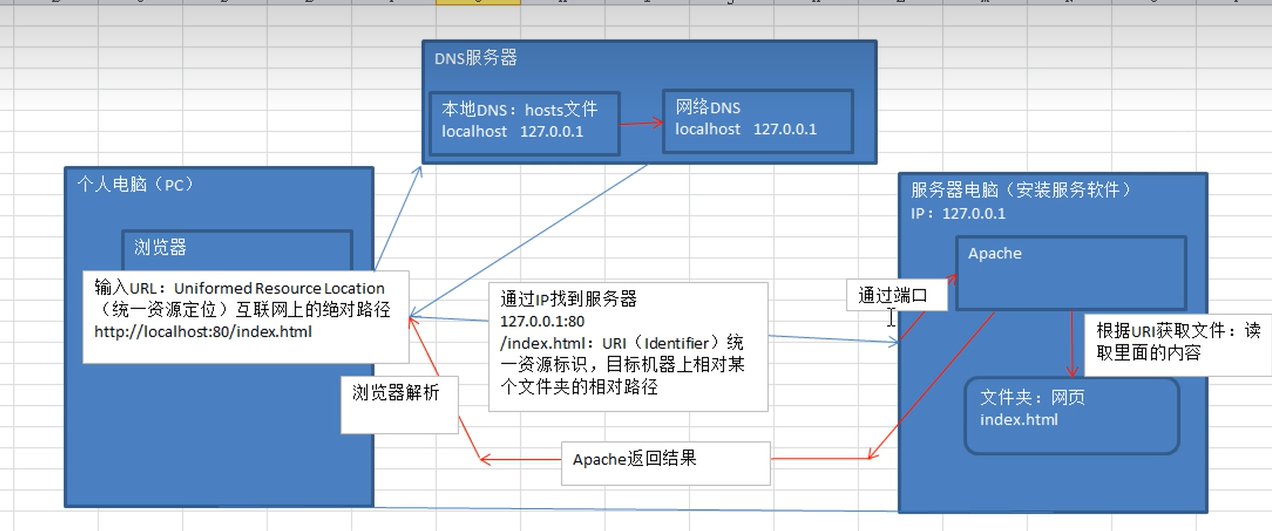 DNS服务器
本地DNS：hosts文件
localhost 127.0.0.1
网络DNS
localhost 127.0.0.1
个人电脑（PC）
浏览器
输入URL：Uniformed Resource Location
（统一资源定位）互联网上的绝对路径
http://localhost:80/index.html
通过IP找到服务器
127.0.0.1:80
/index.html：URI（Identifier）统
一资源标识，目标机器上相对某
个文件夹的相对路径
服务器电脑（安装服务软件）
IP：127.0.0.1
Apache
通过端口
根据URI获取文件：读
取里面的内容
文件夹：网页
index.html
浏览器解析
Apache返回结果